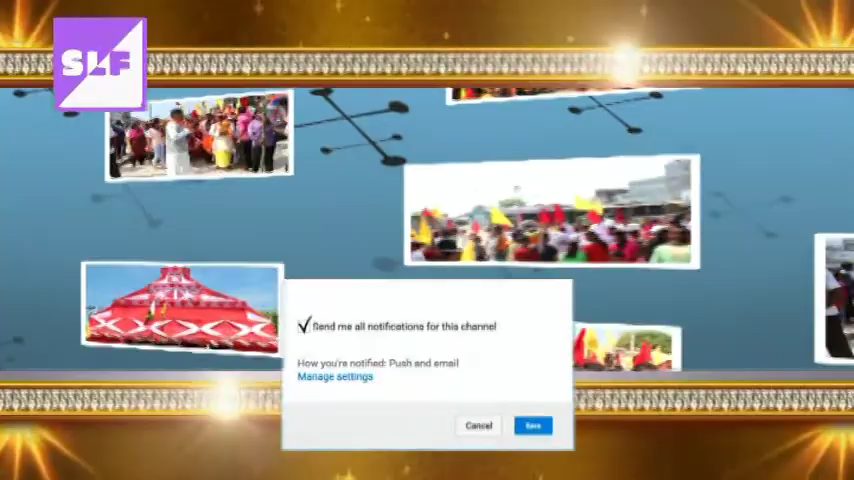 SLF
Send me all notifications for this channel
How you're notified: Push and email
Manage settings
Cancel
Save